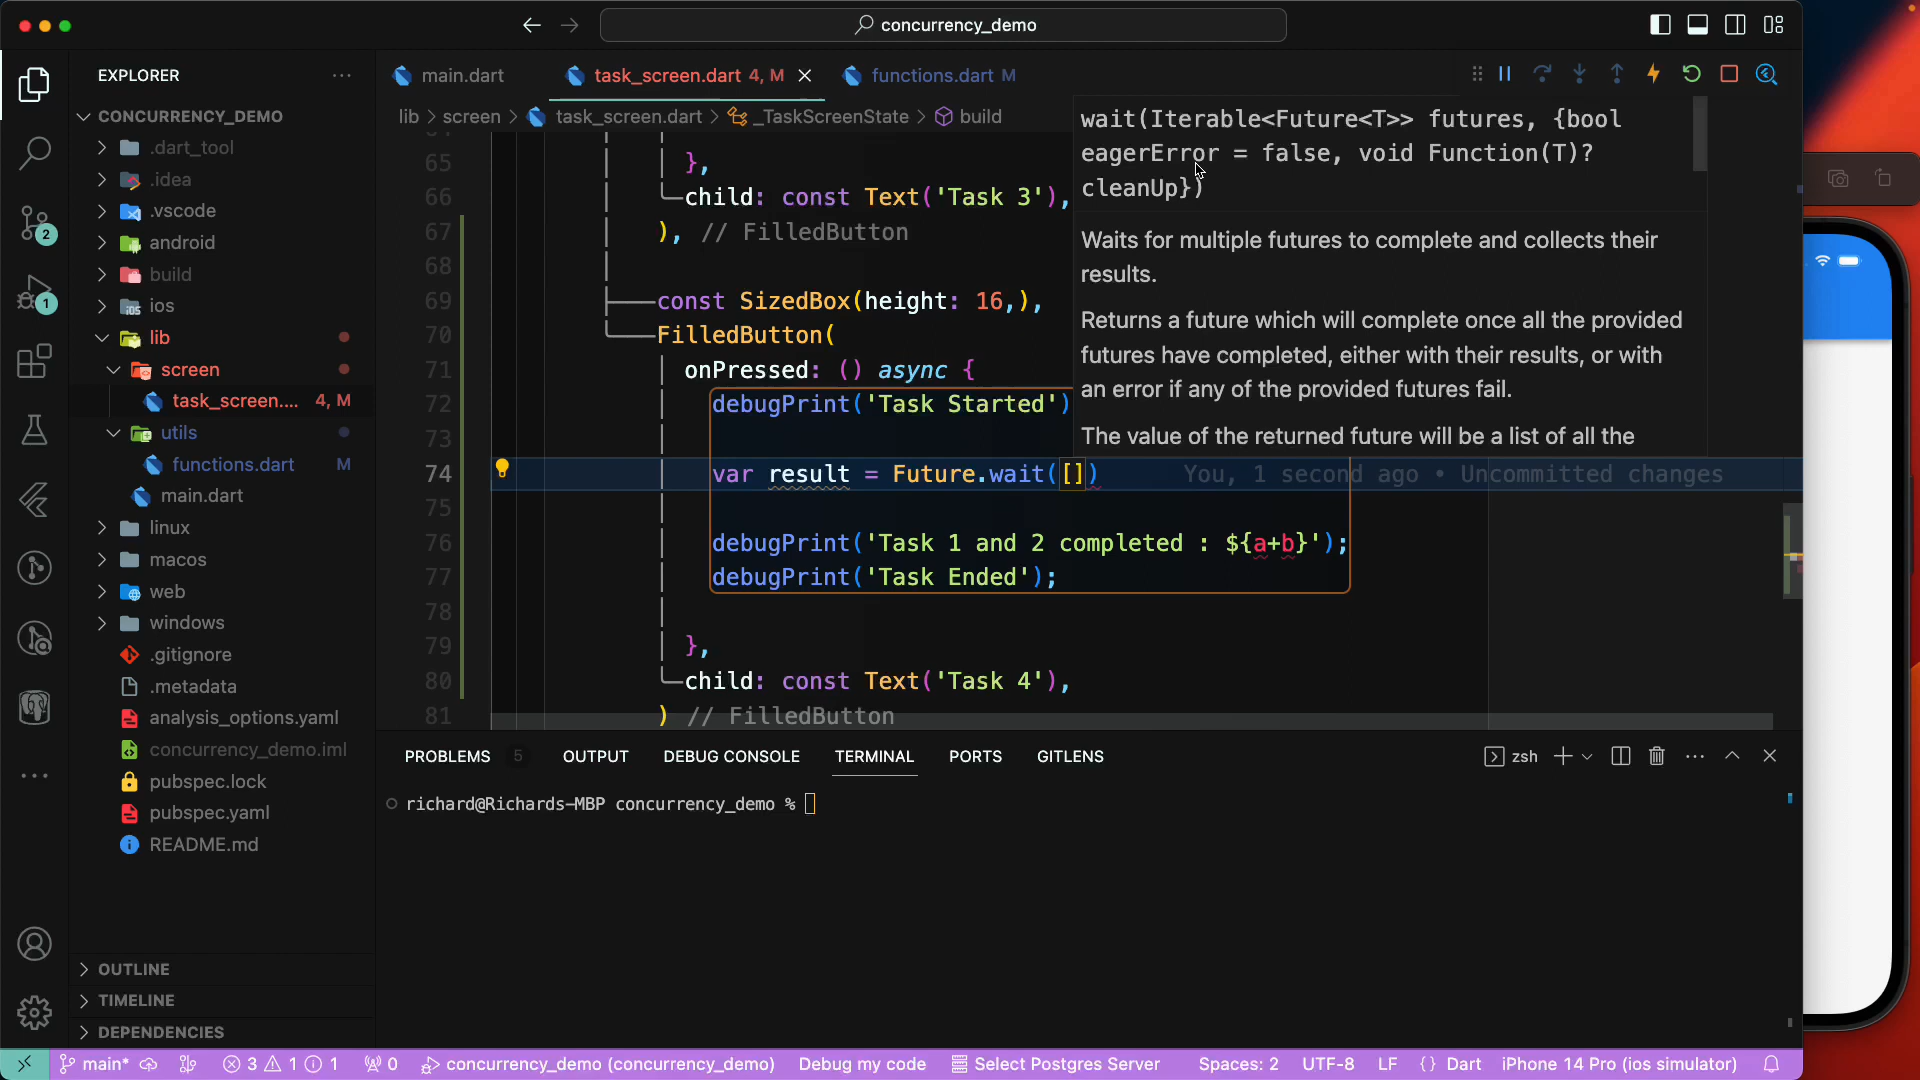 concurrency_demo
EXPLORER
main.dart
task_screen.dart 4, M
functions.dart M
CONCURRENCY_DEMO
lib > screen > task_screen.dart > _TaskScreenState > build
.dart_tool
.idea
.vscode
android
build
ios
lib
screen
task_screen.... 4, M
utils
functions.dart M
main.dart
linux
macos
web
windows
.gitignore
.metadata
analysis_options.yaml
concurrency_demo.iml
pubspec.lock
pubspec.yaml
README.md
OUTLINE
TIMELINE
DEPENDENCIES
2
1
65 },
66 child: const Text('Task 3'),
67 ), // FilledButton
68
69 const SizedBox(height: 16,),
70 FilledButton(
71 onPressed: () async {
72 debugPrint('Task Started')
73
74 var result = Future.wait([]) You, 1 second ago • Uncommitted changes
75
76 debugPrint('Task 1 and 2 completed : ${a+b}');
77 debugPrint('Task Ended');
78
79 },
80 child: const Text('Task 4'),
81 ) // FilledButton
wait(Iterable<Future<T>> futures, {bool
eagerError = false, void Function(T)?
cleanUp})
Waits for multiple futures to complete and collects their
results.
Returns a future which will complete once all the provided
futures have completed, either with their results, or with
an error if any of the provided futures fail.
The value of the returned future will be a list of all the
PROBLEMS 5 OUTPUT DEBUG CONSOLE TERMINAL PORTS GITLENS
zsh
richard@Richards-MBP concurrency_demo %
main* 3 1 1 0 concurrency_demo (concurrency_demo) Debug my code Select Postgres Server Spaces: 2 UTF-8 LF {} Dart iPhone 14 Pro (ios simulator)